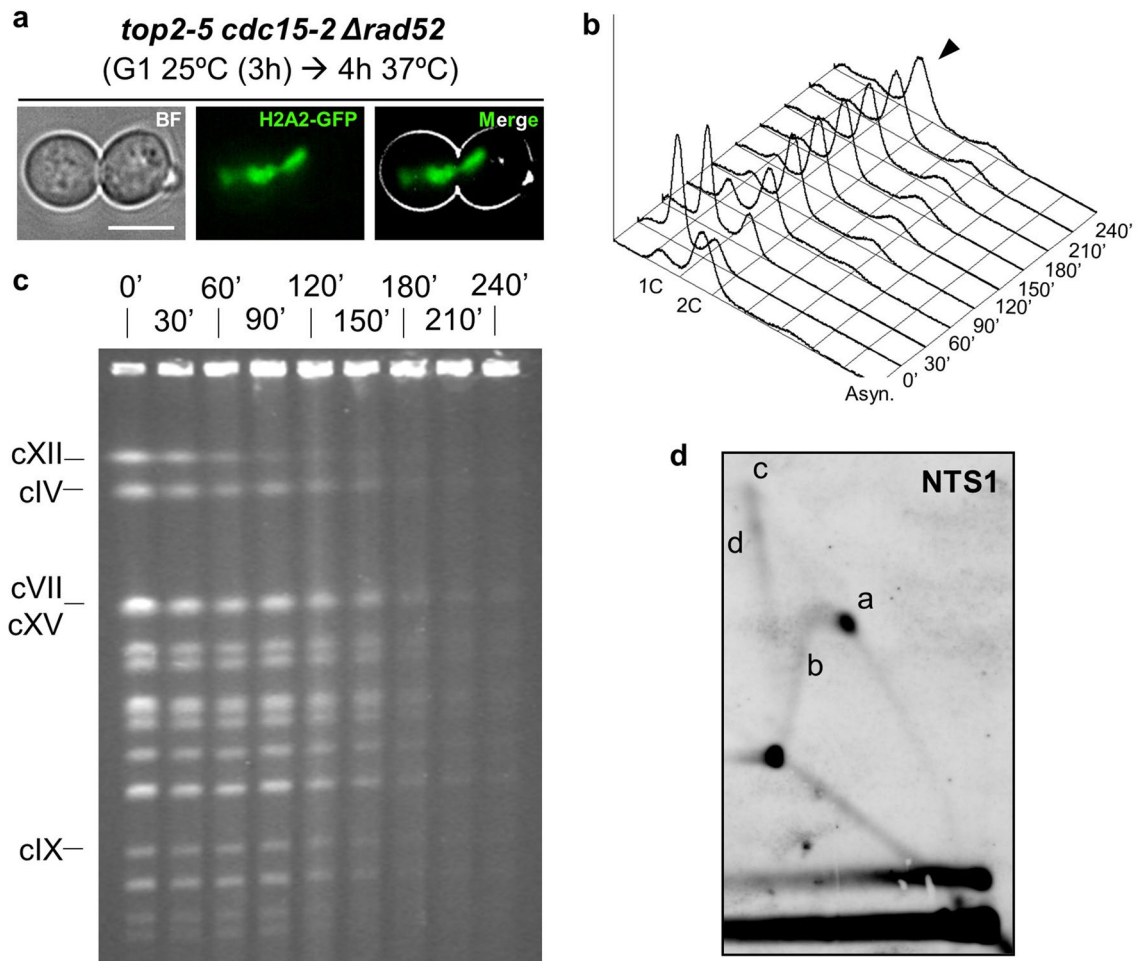 a
top2-5 cdc15-2 Δrad52
(G1 25ºC (3h) → 4h 37ºC)
BF
H2A2-GFP
Merge
b
1C
2C
Asyn.
0’
30’
60’
90’
120’
150’
180’
210’
240’
c
0’ 60’ 120’ 180’ 240’
30’ 90’ 150’ 210’
cXII
cIV
cVII
cXV
cIX
d
NTS1
c
d
a
b